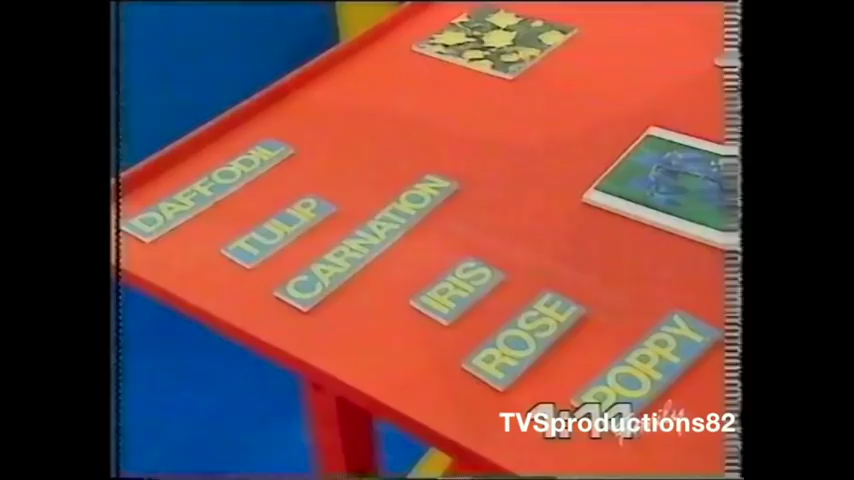 DAFFODIL
TULIP
CARNATION
IRIS
ROSE
POPPY
TVSproductions82